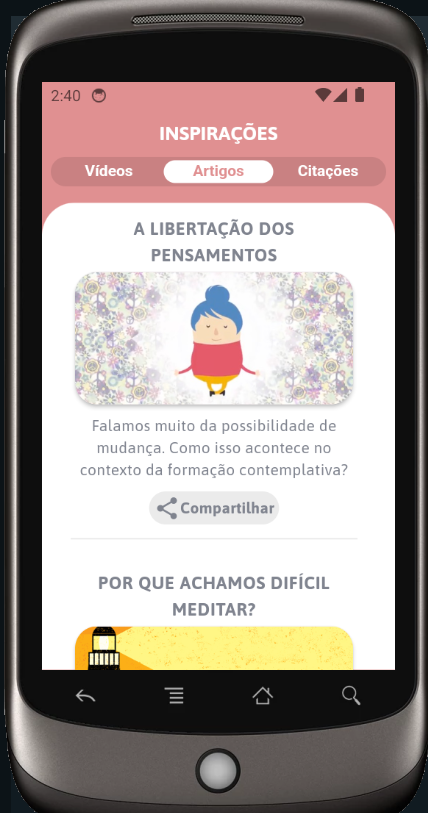 2:40
INSPIRAÇÕES
Vídeos Artigos Citações
A LIBERTAÇÃO DOS
PENSAMENTOS
Falamos muito da possibilidade de
mudança. Como isso acontece no
contexto da formação contemplativa?
Compartilhar
POR QUE ACHAMOS DIFÍCIL
MEDITAR?